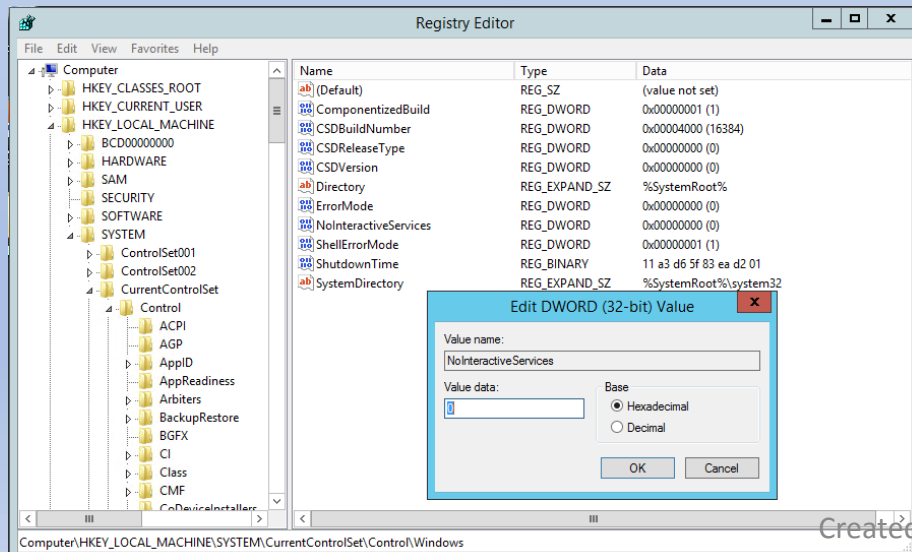 Registry Editor
File Edit View Favorites Help
Computer
HKEY_CLASSES_ROOT
HKEY_CURRENT_USER
HKEY_LOCAL_MACHINE
BCD00000000
HARDWARE
SAM
SECURITY
SOFTWARE
SYSTEM
ControlSet001
ControlSet002
CurrentControlSet
Control
ACPI
AGP
AppID
AppReadiness
Arbiters
BackupRestore
BGFX
CI
Class
CMF
CoDeviceInstallers
Name Type Data
(Default) REG_SZ (value not set)
ComponentizedBuild REG_DWORD 0x00000001 (1)
CSDBuildNumber REG_DWORD 0x00004000 (16384)
CSDReleaseType REG_DWORD 0x00000000 (0)
CSDVersion REG_DWORD 0x00000000 (0)
Directory REG_EXPAND_SZ %SystemRoot%
ErrorMode REG_DWORD 0x00000000 (0)
NoInteractiveServices REG_DWORD 0x00000000 (0)
ShellErrorMode REG_DWORD 0x00000001 (1)
ShutdownTime REG_BINARY 11 a3 d6 5f 83 ea d2 01
SystemDirectory REG_EXPAND_SZ %SystemRoot%\system32
Edit DWORD (32-bit) Value
Value name:
NoInteractiveServices
Value data:
0
Base
Hexadecimal
Decimal
OK Cancel
Created
Computer\HKEY_LOCAL_MACHINE\SYSTEM\CurrentControlSet\Control\Windows